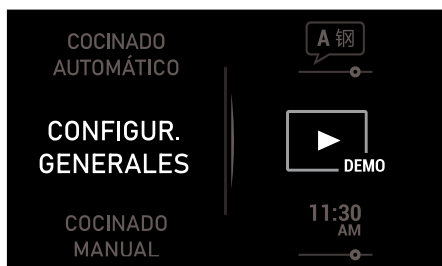 COCINADO
AUTOMÁTICO
CONFIGUR.
GENERALES
COCINADO
MANUAL
A 钢
DEMO
11:30
AM